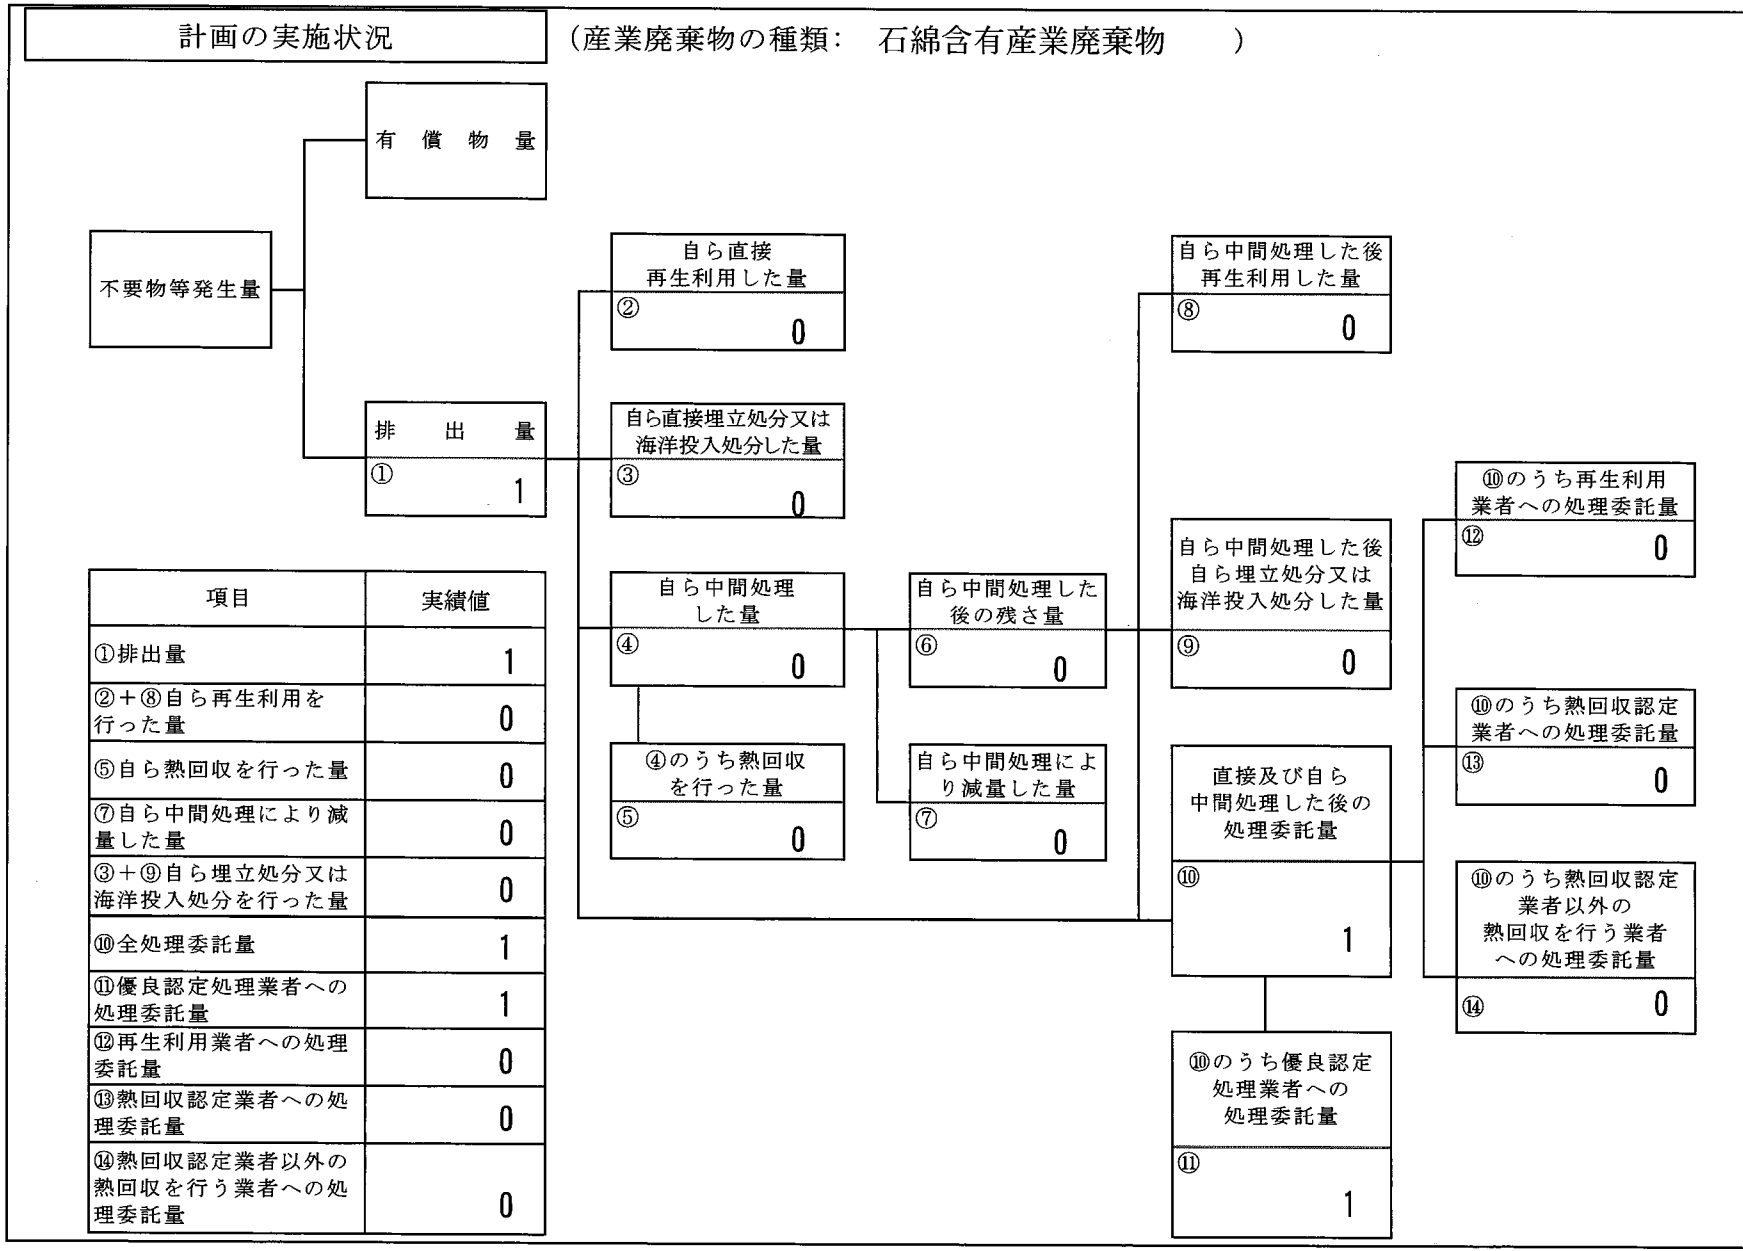 計画の実施状況
(産業廃棄物の種類: 石綿含有産業廃棄物 )
有償物量
不要物等発生量
排出量
① 1
自ら直接
再生利用した量
② 0
自ら直接埋立処分又は
海洋投入処分した量
③ 0
自ら中間処理
した量
④ 0
④のうち熱回収
を行った量
⑤ 0
自ら中間処理した
後の残さ量
⑥ 0
自ら中間処理によ
り減量した量
⑦ 0
自ら中間処理した後
再生利用した量
⑧ 0
自ら中間処理した後
自ら埋立処分又は
海洋投入処分した量
⑨ 0
直接及び自ら
中間処理した後の
処理委託量
⑩
1
⑩のうち優良認定
処理業者への
処理委託量
⑪
1
⑩のうち再生利用
業者への処理委託量
⑫ 0
⑩のうち熱回収認定
業者への処理委託量
⑬ 0
⑩のうち熱回収認定
業者以外の
熱回収を行う業者
への処理委託量
⑭ 0
項目 実績値
①排出量 1
②+⑧自ら再生利用を
行った量 0
⑤自ら熱回収を行った量 0
⑦自ら中間処理により減
量した量 0
③+⑨自ら埋立処分又は
海洋投入処分を行った量 0
⑩全処理委託量 1
⑪優良認定処理業者への
処理委託量 1
⑫再生利用業者への処理
委託量 0
⑬熱回収認定業者への処
理委託量 0
⑭熱回収認定業者以外の
熱回収を行う業者への処
理委託量 0